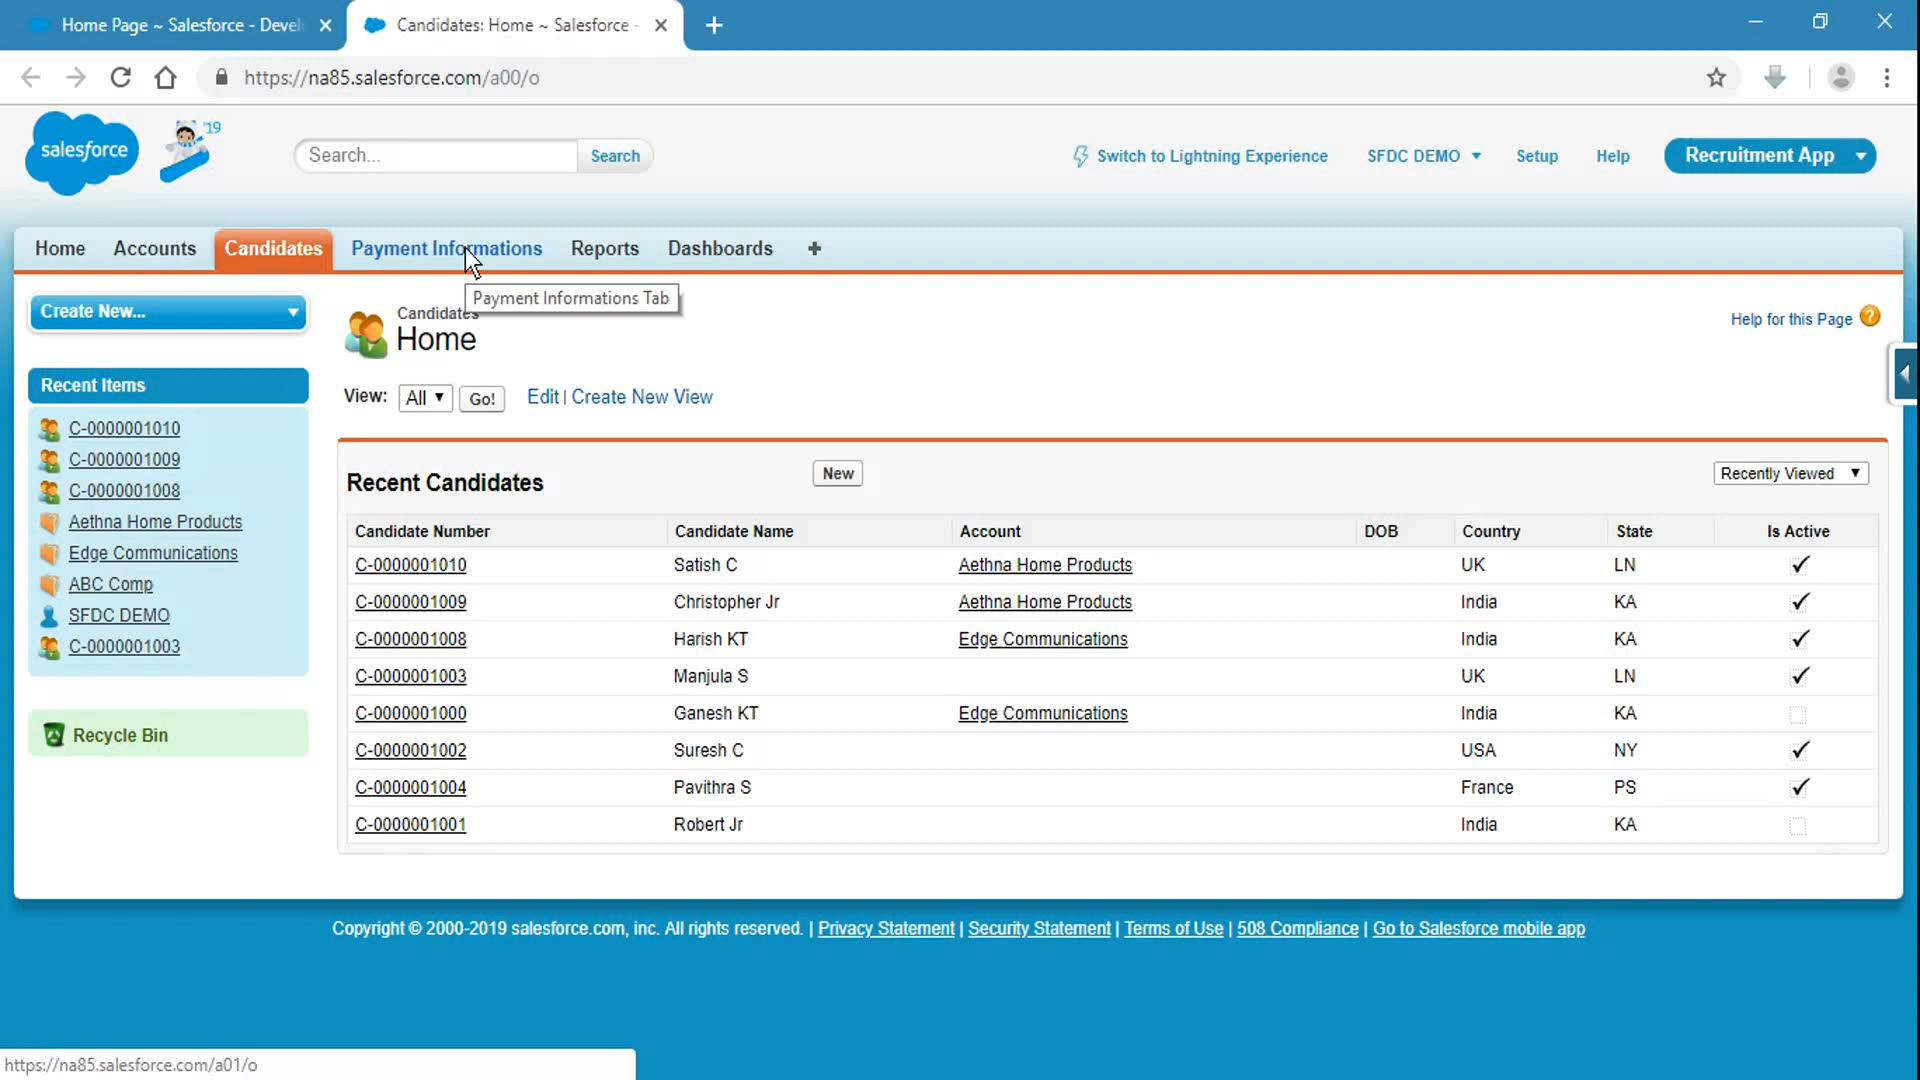 Home Page ~ Salesforce - Devel
Candidates: Home ~ Salesforce -
https://na85.salesforce.com/a00/o
salesforce
'19
Search...
Search
Switch to Lightning Experience
SFDC DEMO
Setup
Help
Recruitment App
Home
Accounts
Candidates
Payment Informations
Reports
Dashboards
Payment Informations Tab
Create New...
Candidates
Home
Help for this Page
View: All Go! Edit | Create New View
Recent Items
C-0000001010
C-0000001009
C-0000001008
Aethna Home Products
Edge Communications
ABC Comp
SFDC DEMO
C-0000001003
Recycle Bin
Recent Candidates
New
Recently Viewed
Candidate Number Candidate Name Account DOB Country State Is Active
C-0000001010 Satish C Aethna Home Products UK LN
C-0000001009 Christopher Jr Aethna Home Products India KA
C-0000001008 Harish KT Edge Communications India KA
C-0000001003 Manjula S UK LN
C-0000001000 Ganesh KT Edge Communications India KA
C-0000001002 Suresh C USA NY
C-0000001004 Pavithra S France PS
C-0000001001 Robert Jr India KA
Copyright © 2000-2019 salesforce.com, inc. All rights reserved. | Privacy Statement | Security Statement | Terms of Use | 508 Compliance | Go to Salesforce mobile app
https://na85.salesforce.com/a01/o